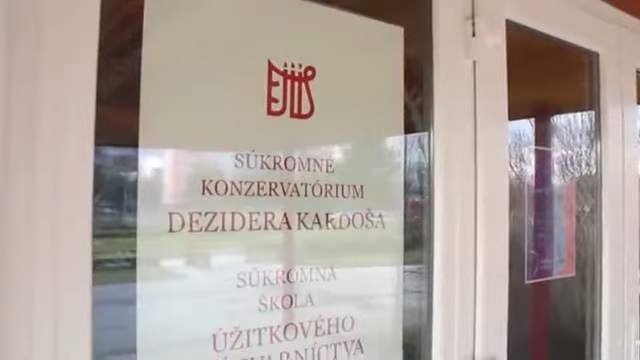 SÚKROMNÉ
KONZERVATÓRIUM
DEZIDERA KARDOŠA
SÚKROMNÁ
ŠKOLA
ÚŽITKOVÉHO